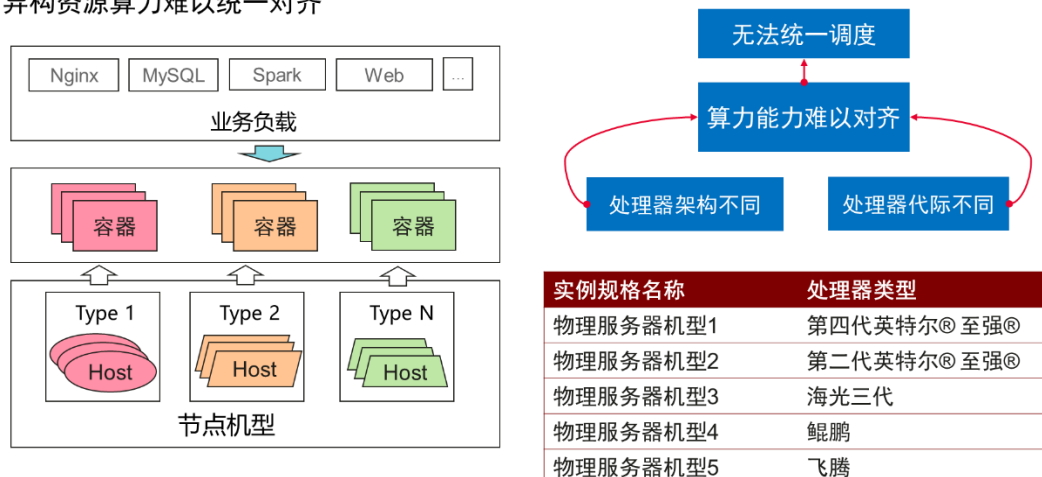 异构资源算力难以统一对齐
Nginx MySQL Spark Web ...
业务负载
容器 容器 容器
Type 1 Type 2 Type N
Host Host Host
节点机型
无法统一调度
算力能力难以对齐
处理器架构不同 处理器代际不同
实例规格名称 处理器类型
物理服务器机型1 第四代英特尔® 至强®
物理服务器机型2 第二代英特尔® 至强®
物理服务器机型3 海光三代
物理服务器机型4 鲲鹏
物理服务器机型5 飞腾